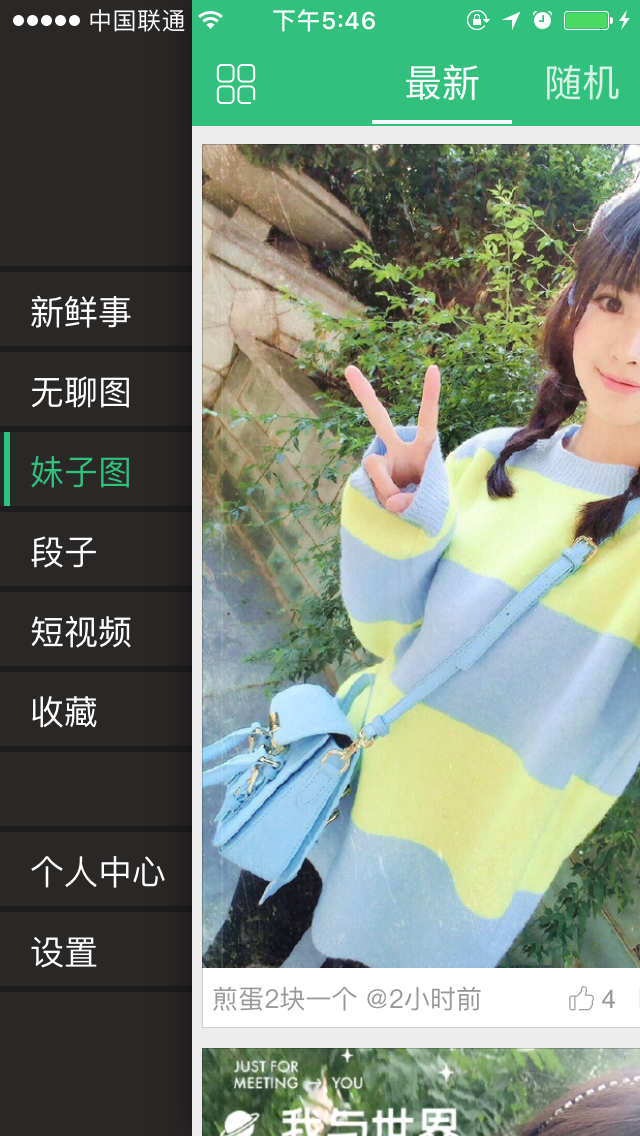 中国联通 下午5:46
最新 随机
新鲜事
无聊图
妹子图
段子
短视频
收藏
个人中心
设置
煎蛋2块一个 @2小时前 4
JUST FOR
MEETING YOU
我与世界